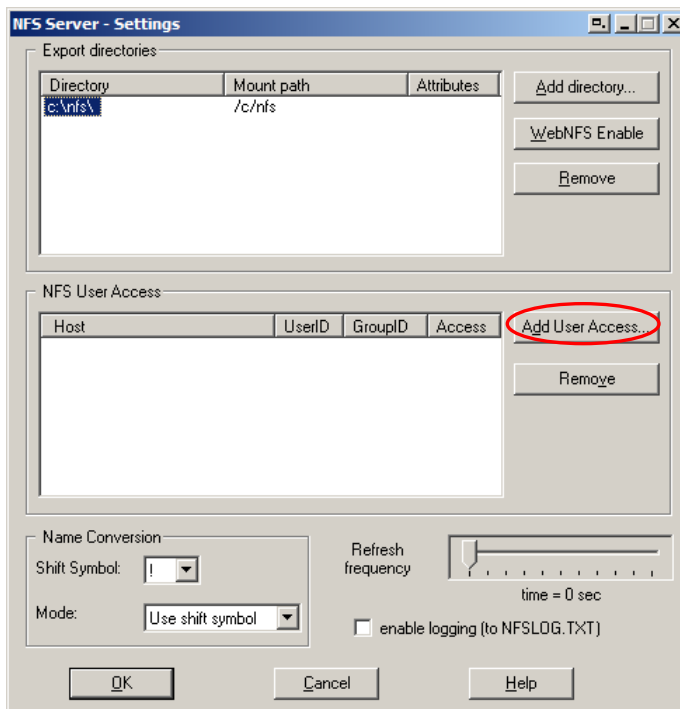 NFS Server - Settings
Export directories
Directory Mount path Attributes
c:\nfs\ /c/nfs
Add directory...
WebNFS Enable
Remove
NFS User Access
Host UserID GroupID Access
Add User Access...
Remove
Name Conversion
Shift Symbol: !
Mode: Use shift symbol
Refresh
frequency
time = 0 sec
enable logging (to NFSLOG.TXT)
OK Cancel Help